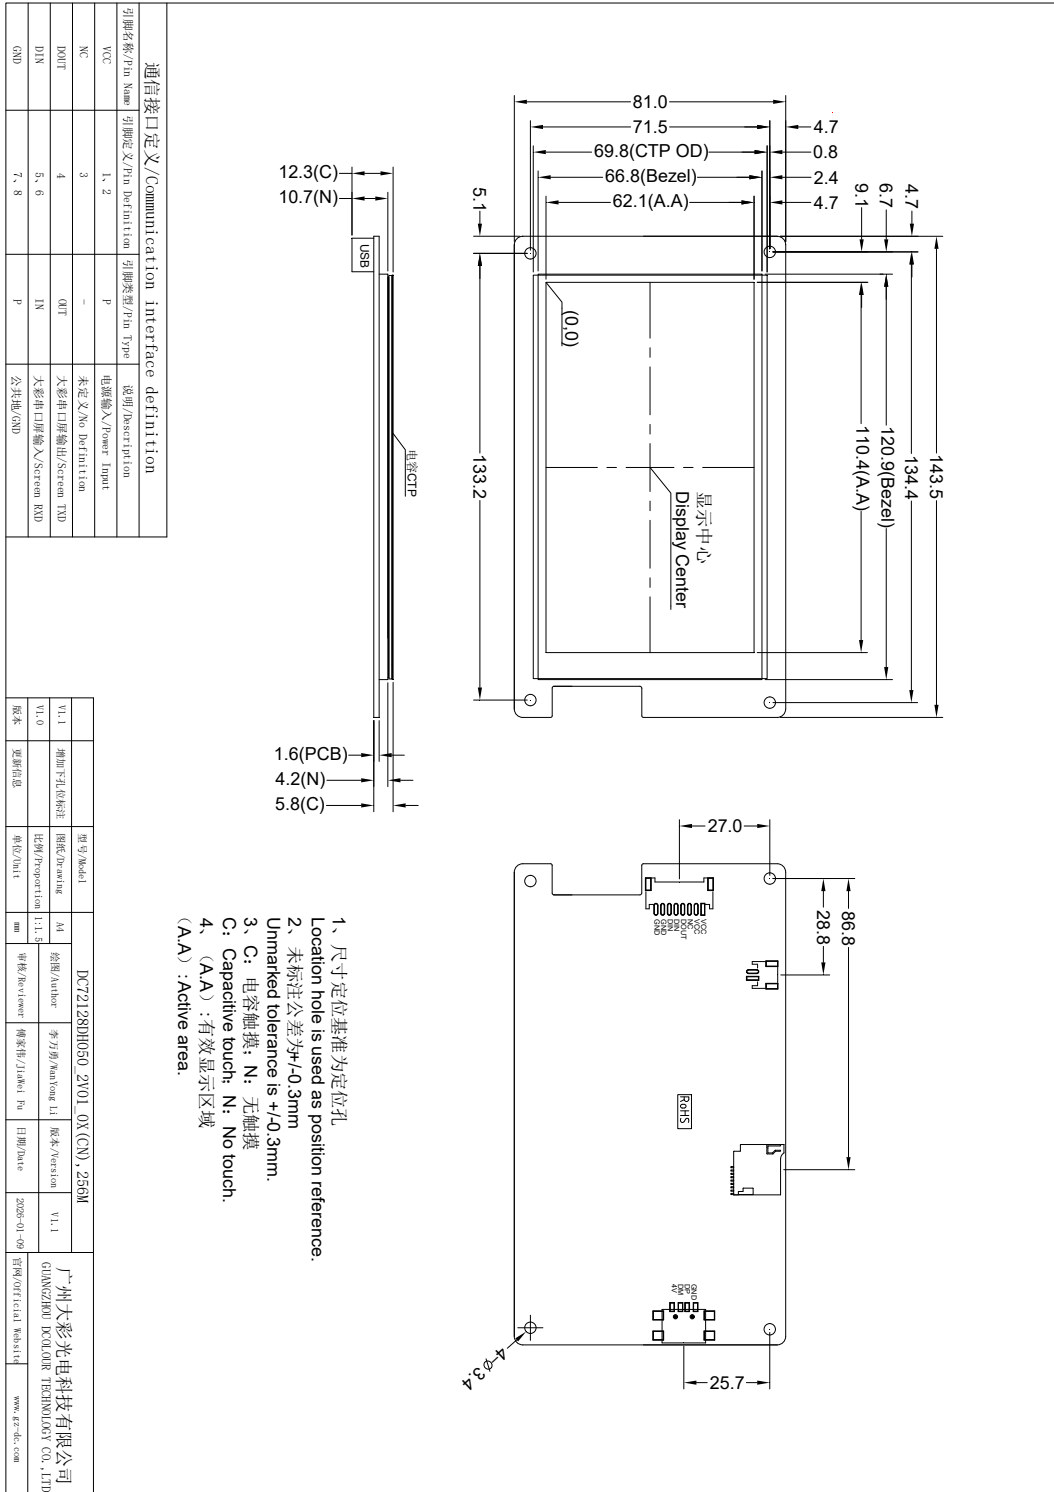 81.0
71.5
69.8(CTP OD)
66.8(Bezel)
62.1(A.A)
4.7
0.8
2.4
4.7
4.7
6.7
9.1
5.1
143.5
134.4
120.9(Bezel)
110.4(A.A)
133.2
(0,0)
显示中心
Display Center
12.3(C)
10.7(N)
USB
电容CTP
1.6(PCB)
4.2(N)
5.8(C)
27.0
28.8
86.8
25.7
4-⌀3.4
VCC
VCC
NC
DOUT
DIN
DIN
GND
GND
RoHS
GND
DP
DM
4V
1、尺寸定位基准为定位孔
Location hole is used as position reference.
2、未标注公差为+/-0.3mm
Unmarked tolerance is +/-0.3mm.
3、C：电容触摸；N：无触摸
C：Capacitive touch；N：No touch.
4、（A.A）:有效显示区域
（A.A）:Active area.
通信接口定义/Communication interface definition
引脚名称/Pin Name 引脚定义/Pin Definition 引脚类型/Pin Type 说明/Description
VCC 1、2 P 电源输入/Power Input
NC 3 - 未定义/No Definition
DOUT 4 OUT 大彩串口屏输出/Screen TXD
DIN 5、6 IN 大彩串口屏输入/Screen RXD
GND 7、8 P 公共地/GND
型号/Model DC72128DH050_2V01_0X(CN),256M
V1.1 增加下孔位标注 图纸/Drawing A4 绘图/Author 李万勇/WanYong Li 版本/Version V1.1
V1.0 比例/Proportion 1:1.5
版本 更新信息 单位/Unit mm 审核/Reviewer 傅家伟/JiaWei Fu 日期/Date 2026-01-09
广州大彩光电科技有限公司
GUANGZHOU DCOLOUR TECHNOLOGY CO.,LTD
官网/Official Website www.gz-dc.com